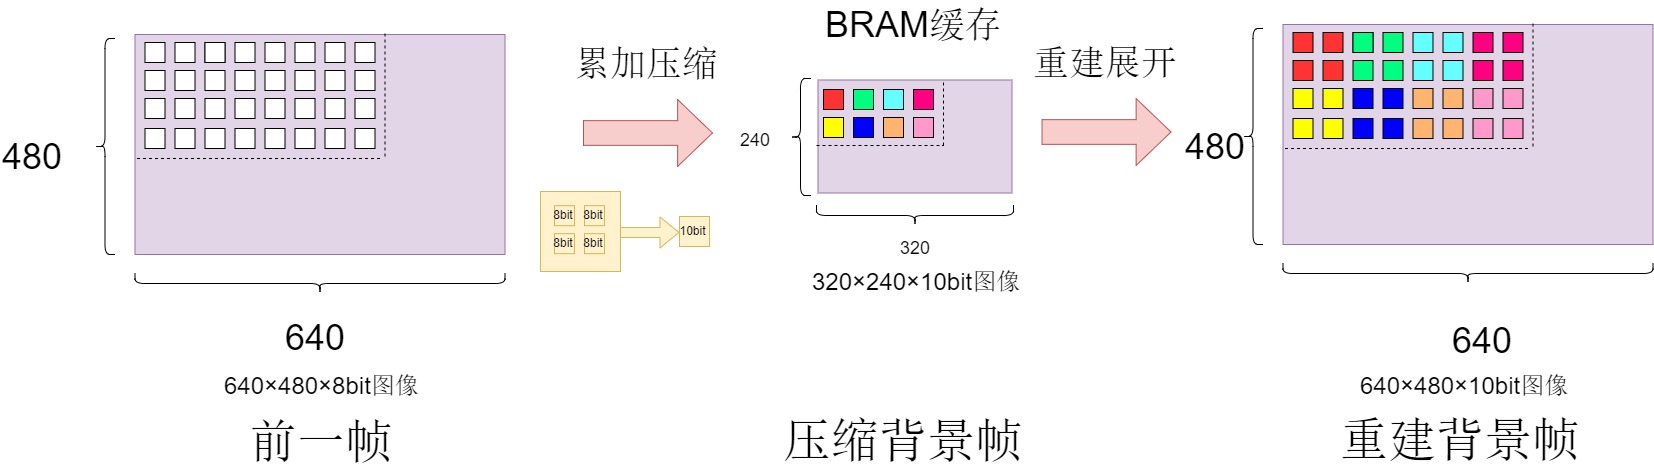 480
640
640×480×8bit图像
前一帧
累加压缩
8bit 8bit
8bit 8bit
10bit
BRAM缓存
240
320
320×240×10bit图像
压缩背景帧
重建展开
480
640
640×480×10bit图像
重建背景帧